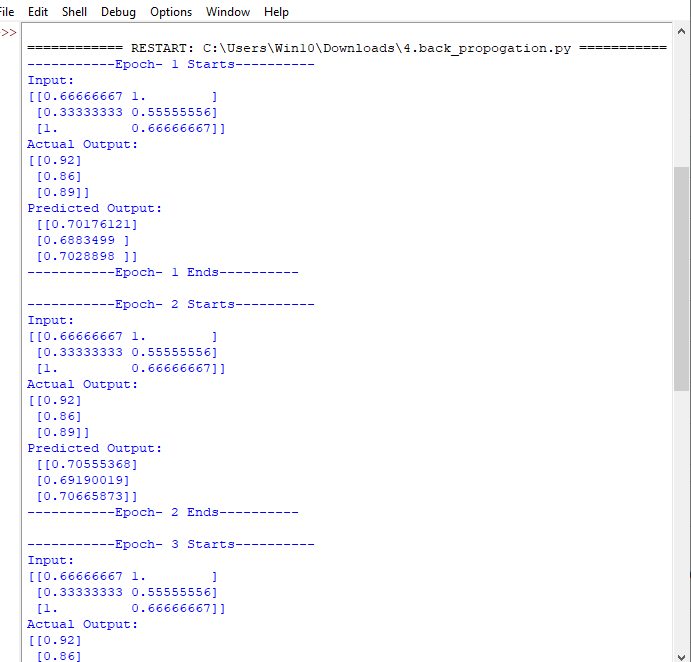 File Edit Shell Debug Options Window Help
>>
============ RESTART: C:\Users\Win10\Downloads\4.back_propogation.py ===========
-----------Epoch- 1 Starts----------
Input:
[[0.66666667 1.        ]
 [0.33333333 0.55555556]
 [1.         0.66666667]]
Actual Output:
[[0.92]
 [0.86]
 [0.89]]
Predicted Output:
 [[0.70176121]
 [0.6883499 ]
 [0.7028898 ]]
-----------Epoch- 1 Ends----------

-----------Epoch- 2 Starts----------
Input:
[[0.66666667 1.        ]
 [0.33333333 0.55555556]
 [1.         0.66666667]]
Actual Output:
[[0.92]
 [0.86]
 [0.89]]
Predicted Output:
 [[0.70555368]
 [0.69190019]
 [0.70665873]]
-----------Epoch- 2 Ends----------

-----------Epoch- 3 Starts----------
Input:
[[0.66666667 1.        ]
 [0.33333333 0.55555556]
 [1.         0.66666667]]
Actual Output:
[[0.92]
 [0.86]